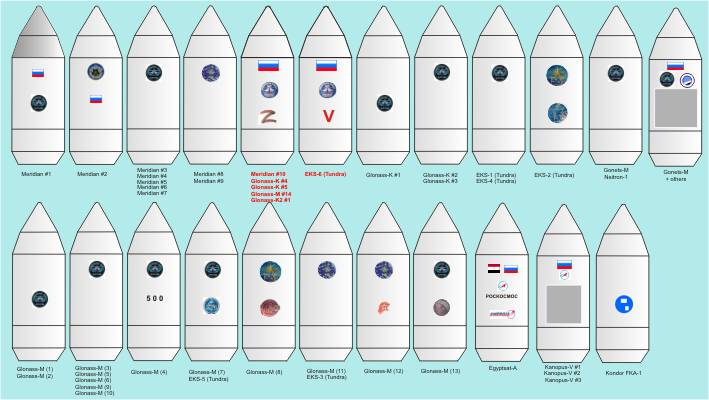 Z
V
Meridian #1
Meridian #2
Meridian #3
Meridian #4
Meridian #5
Meridian #6
Meridian #7
Meridian #8
Meridian #9
Meridian #10
Glonass-K #4
Glonass-K #5
Glonass-M #14
Glonass-K2 #1
EKS-6 (Tundra)
Glonass-K #1
Glonass-K #2
Glonass-K #3
EKS-1 (Tundra)
EKS-4 (Tundra)
EKS-2 (Tundra)
Gonets-M
Neitron-1
Gonets-M
+ others
5 0 0
РОСКОСМОС
Glonass-M (1)
Glonass-M (2)
Glonass-M (3)
Glonass-M (5)
Glonass-M (6)
Glonass-M (9)
Glonass-M (10)
Glonass-M (4)
Glonass-M (7)
EKS-5 (Tundra)
Glonass-M (8)
Glonass-M (11)
EKS-3 (Tundra)
Glonass-M (12)
Glonass-M (13)
Egyptsat-A
Kanopus-V #1
Kanopus-V #2
Kanopus-V #3
Kondor FKA-1